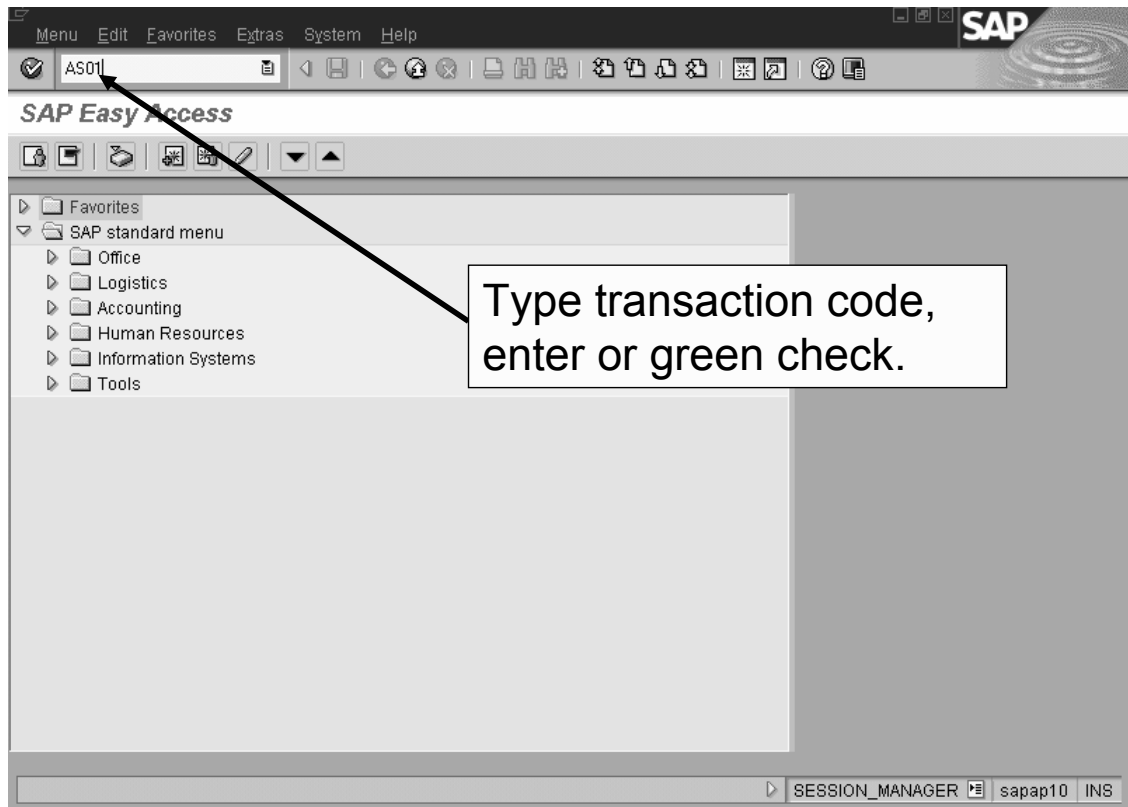 SAP
Menu Edit Favorites Extras System Help
AS01
SAP Easy Access
Favorites
SAP standard menu
Office
Logistics
Accounting
Human Resources
Information Systems
Tools
Type transaction code,
enter or green check.
SESSION_MANAGER sapap10 INS